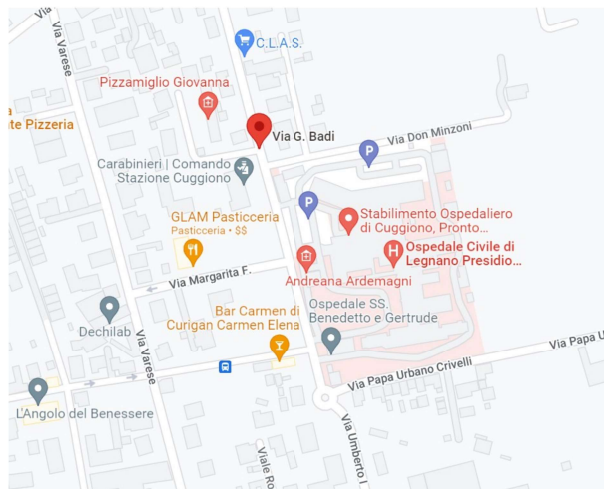 Via Varese
C.L.A.S.
Pizzamiglio Giovanna
a
te Pizzeria
Via G. Badi
Via Don Minzoni
P
Carabinieri | Comando
Stazione Cuggiono
P
GLAM Pasticceria
Pasticceria • $$
Stabilimento Ospedaliero
di Cuggiono, Pronto...
H
Ospedale Civile di
Legnano Presidio...
Via Margarita F.
Andreana Ardemagni
Bar Carmen di
Curigan Carmen Elena
Ospedale SS.
Benedetto e Gertrude
Dechilab
Via Varese
Via Papa U
Via Papa Urbano Crivelli
L'Angolo del Benessere
Via Umberto I
Viale Ro